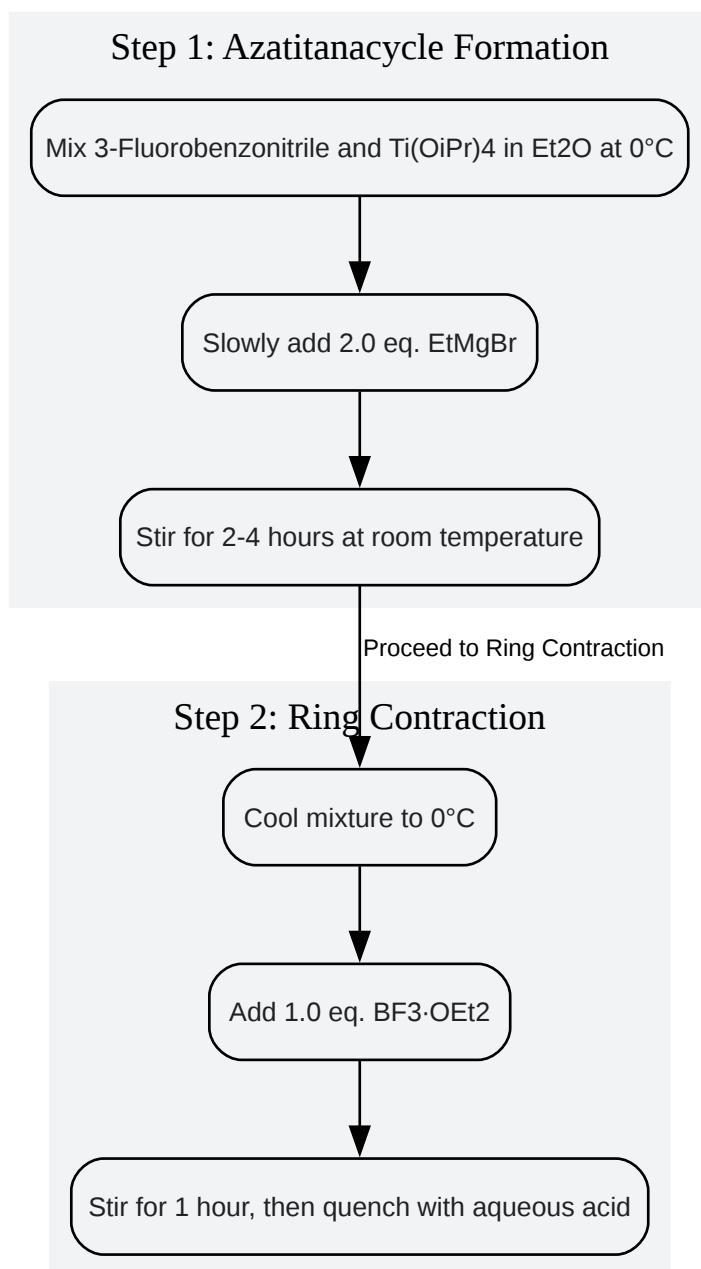 Step 1: Azatitanacycle Formation
Mix 3-Fluorobenzonitrile and Ti(OiPr)4 in Et2O at 0°C
Slowly add 2.0 eq. EtMgBr
Stir for 2-4 hours at room temperature
Proceed to Ring Contraction
Step 2: Ring Contraction
Cool mixture to 0°C
Add 1.0 eq. BF3·OEt2
Stir for 1 hour, then quench with aqueous acid